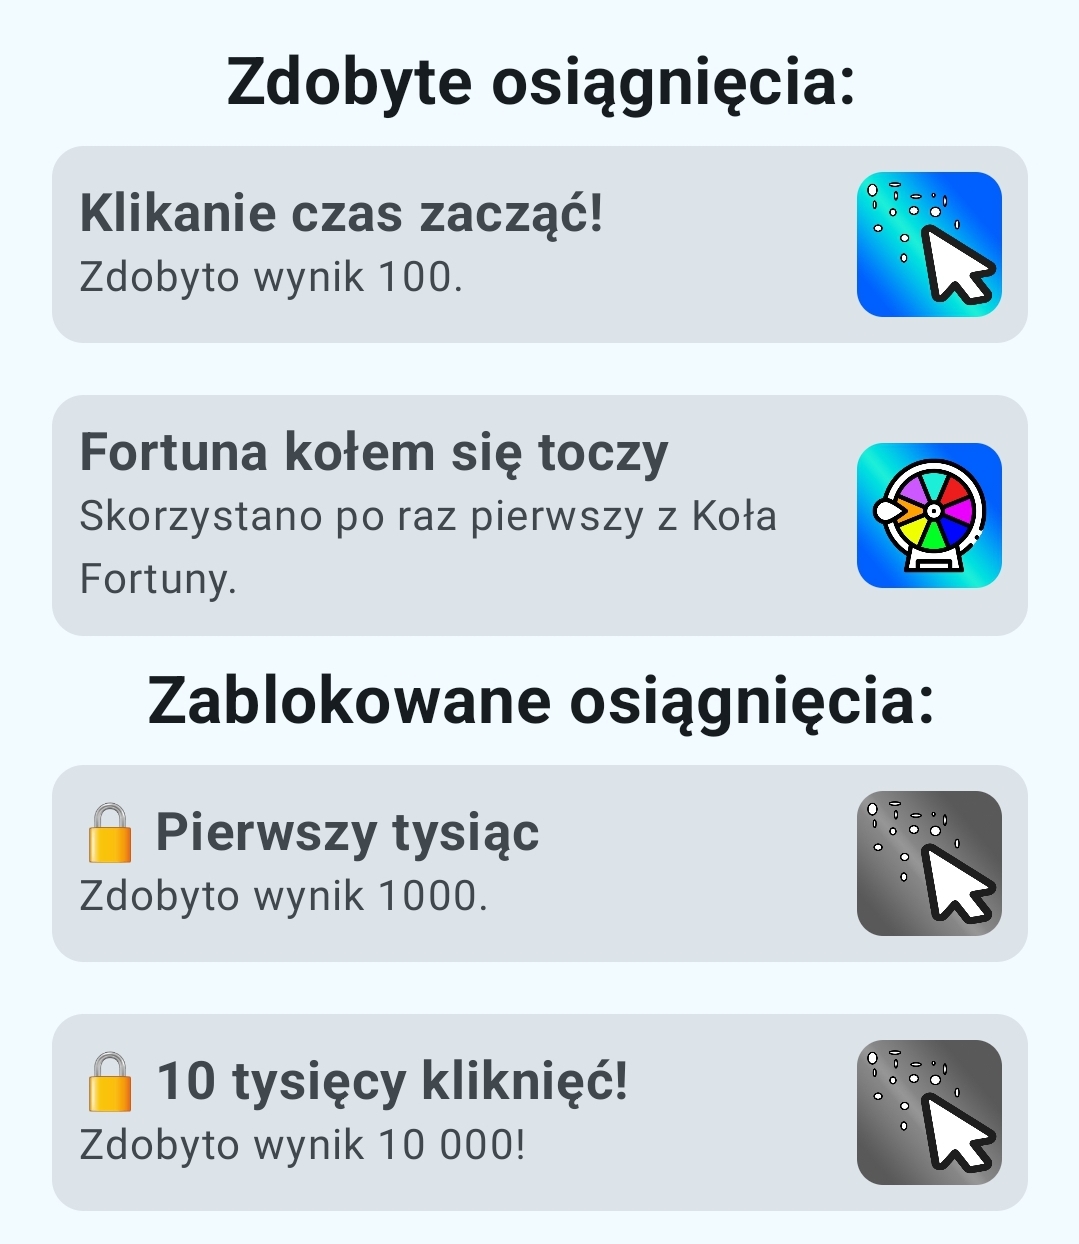 Zdobyte osiągnięcia:
Klikanie czas zacząć!
Zdobyto wynik 100.
Fortuna kołem się toczy
Skorzystano po raz pierwszy z Koła
Fortuny.
Zablokowane osiągnięcia:
🔒 Pierwszy tysiąc
Zdobyto wynik 1000.
🔒 10 tysięcy kliknięć!
Zdobyto wynik 10 000!